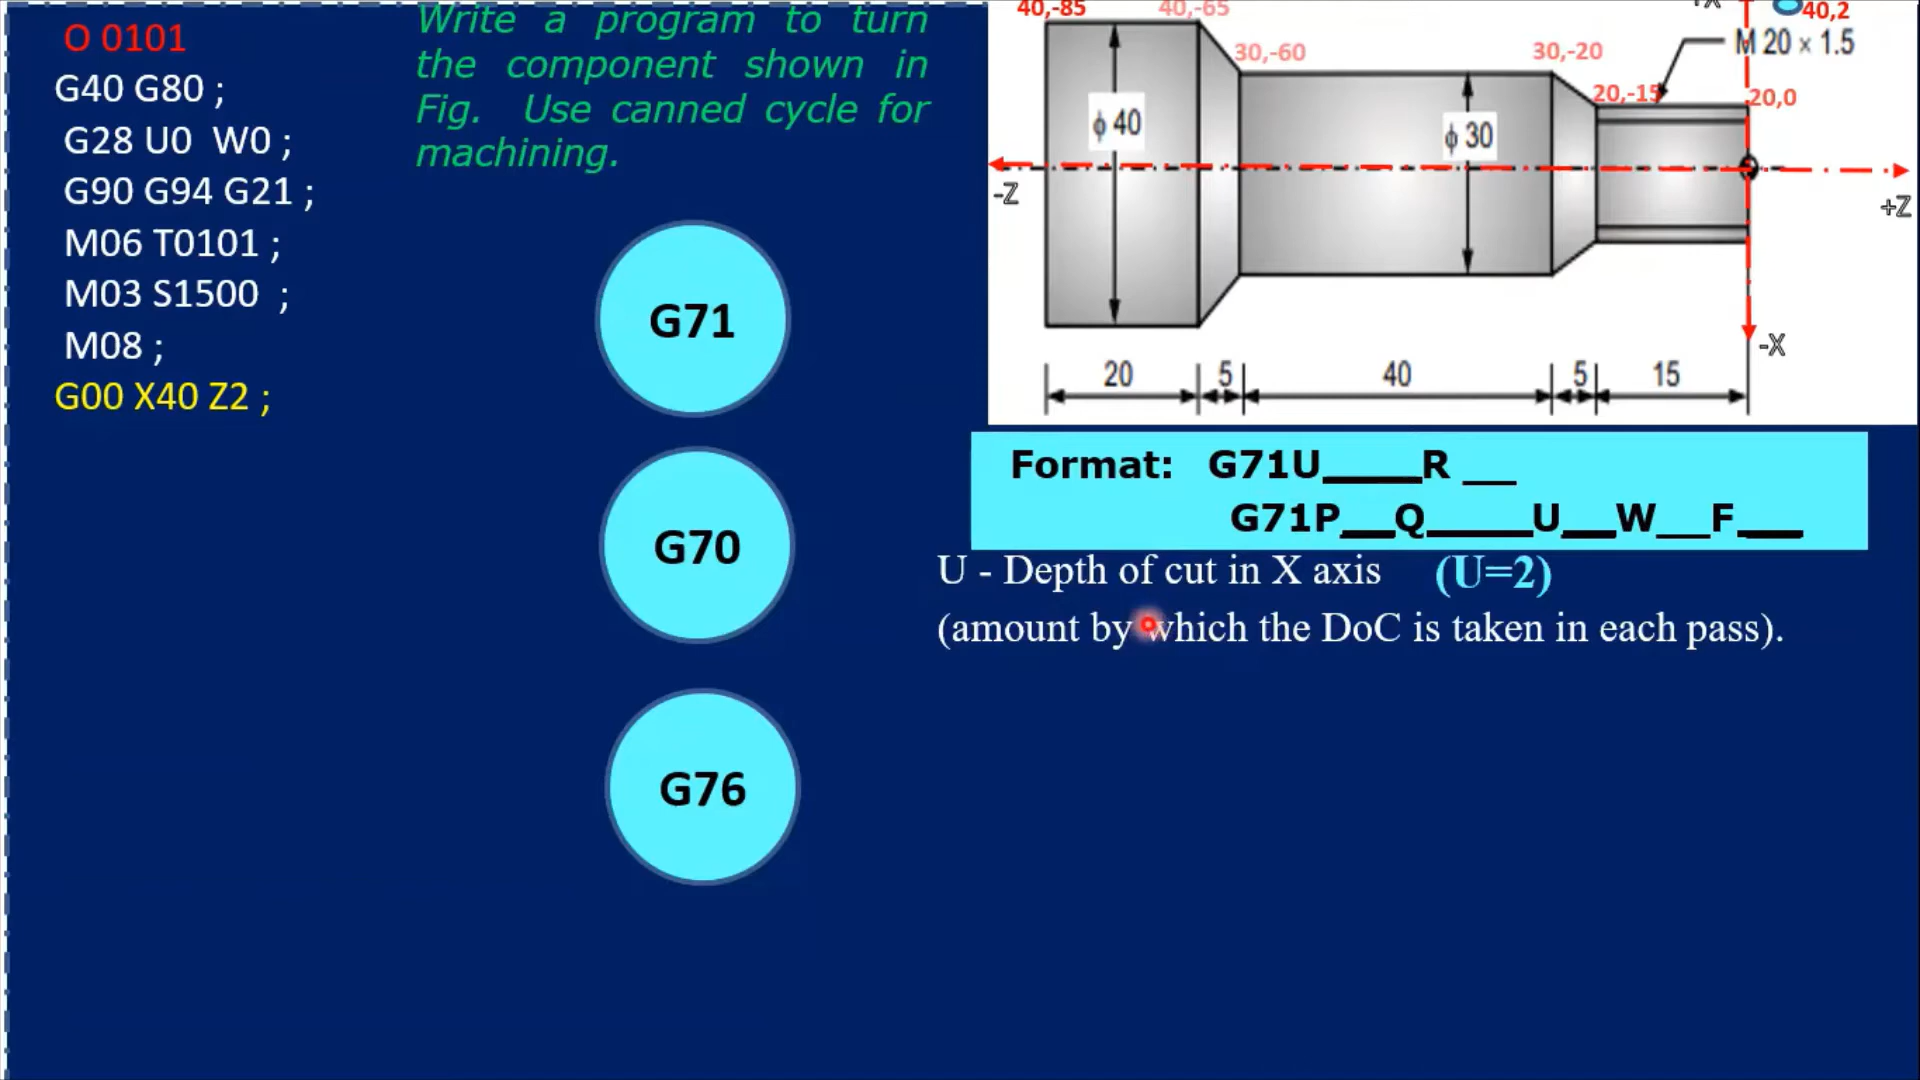 O 0101
G40 G80 ;
G28 U0 W0 ;
G90 G94 G21 ;
M06 T0101 ;
M03 S1500 ;
M08 ;
G00 X40 Z2 ;
Write a program to turn
the component shown in
Fig. Use canned cycle for
machining.
G71
G70
G76
40,-85
40,-65
+X
40,2
M 20 × 1.5
30,-60
30,-20
20,-15
20,0
ϕ 40
ϕ 30
-Z
+Z
-X
20
5
40
5
15
Format: G71U____R __
G71P__Q____U__W__F__
U - Depth of cut in X axis (U=2)
(amount by which the DoC is taken in each pass).